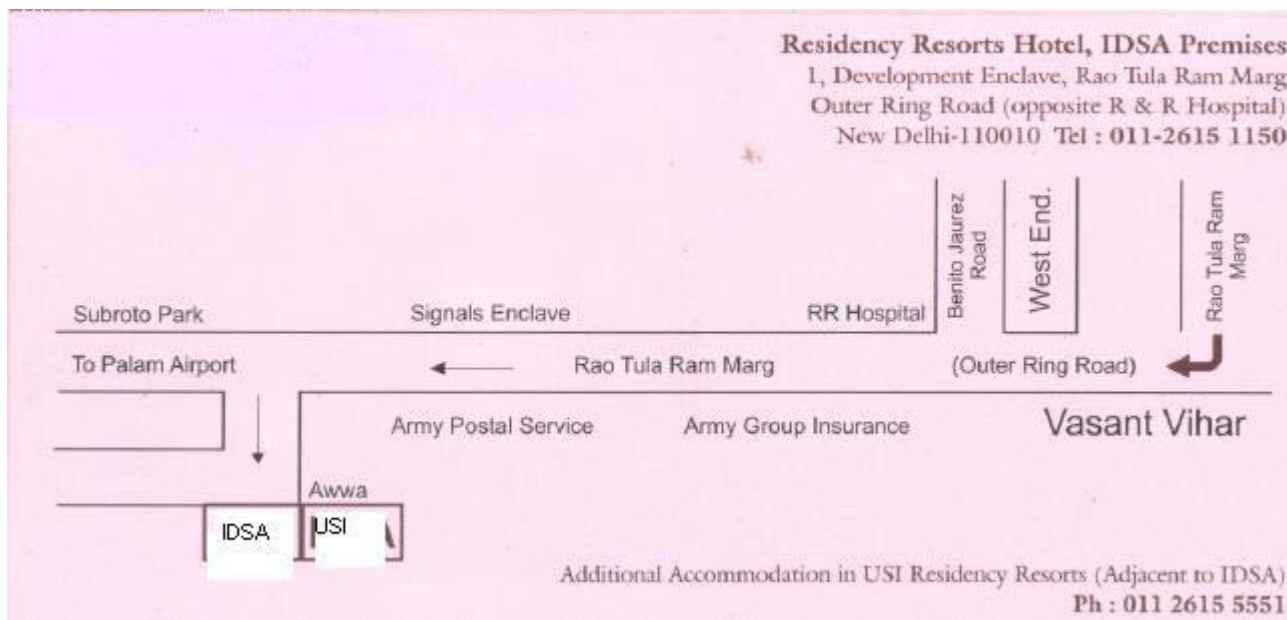 Residency Resorts Hotel, IDSA Premises
1, Development Enclave, Rao Tula Ram Marg
Outer Ring Road (opposite R & R Hospital)
New Delhi-110010 Tel : 011-2615 1150
Benito Jaurez
Road
West End.
Rao Tula Ram
Marg
Subroto Park
Signals Enclave
RR Hospital
To Palam Airport
Rao Tula Ram Marg
(Outer Ring Road)
Army Postal Service
Army Group Insurance
Vasant Vihar
Awwa
IDSA
USI
Additional Accommodation in USI Residency Resorts (Adjacent to IDSA)
Ph : 011 2615 5551